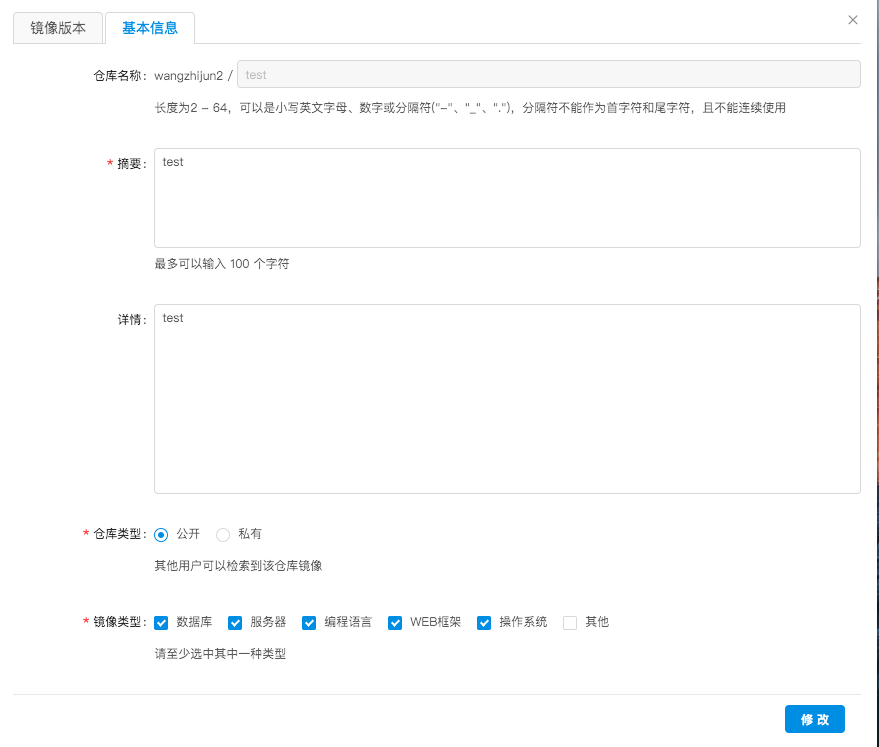 镜像版本 基本信息
仓库名称: wangzhijun2 / test
长度为2 - 64，可以是小写英文字母、数字或分隔符("-"、"_"、".")，分隔符不能作为首字符和尾字符，且不能连续使用
* 摘要: test
最多可以输入 100 个字符
详情: test
* 仓库类型: 公开 私有
其他用户可以检索到该仓库镜像
* 镜像类型: 数据库 服务器 编程语言 WEB框架 操作系统 其他
请至少选中其中一种类型
修 改